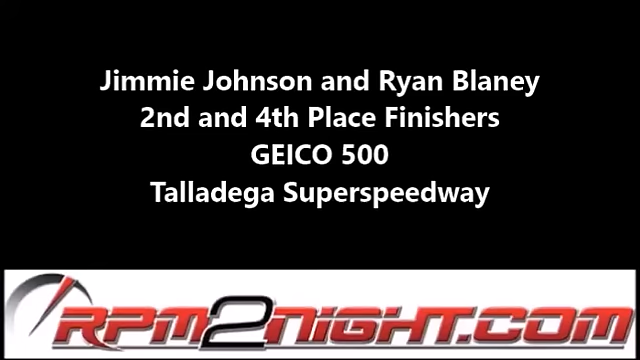 Jimmie Johnson and Ryan Blaney
2nd and 4th Place Finishers
GEICO 500
Talladega Superspeedway
RPM2NIGHT.COM